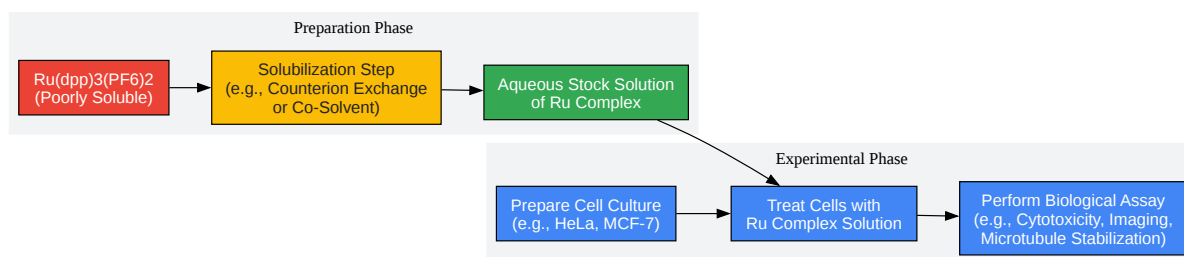 Preparation Phase
Ru(dpp)3(PF6)2
(Poorly Soluble)
Solubilization Step
(e.g., Counterion Exchange
or Co-Solvent)
Aqueous Stock Solution
of Ru Complex
Experimental Phase
Prepare Cell Culture
(e.g., HeLa, MCF-7)
Treat Cells with
Ru Complex Solution
Perform Biological Assay
(e.g., Cytotoxicity, Imaging,
Microtubule Stabilization)